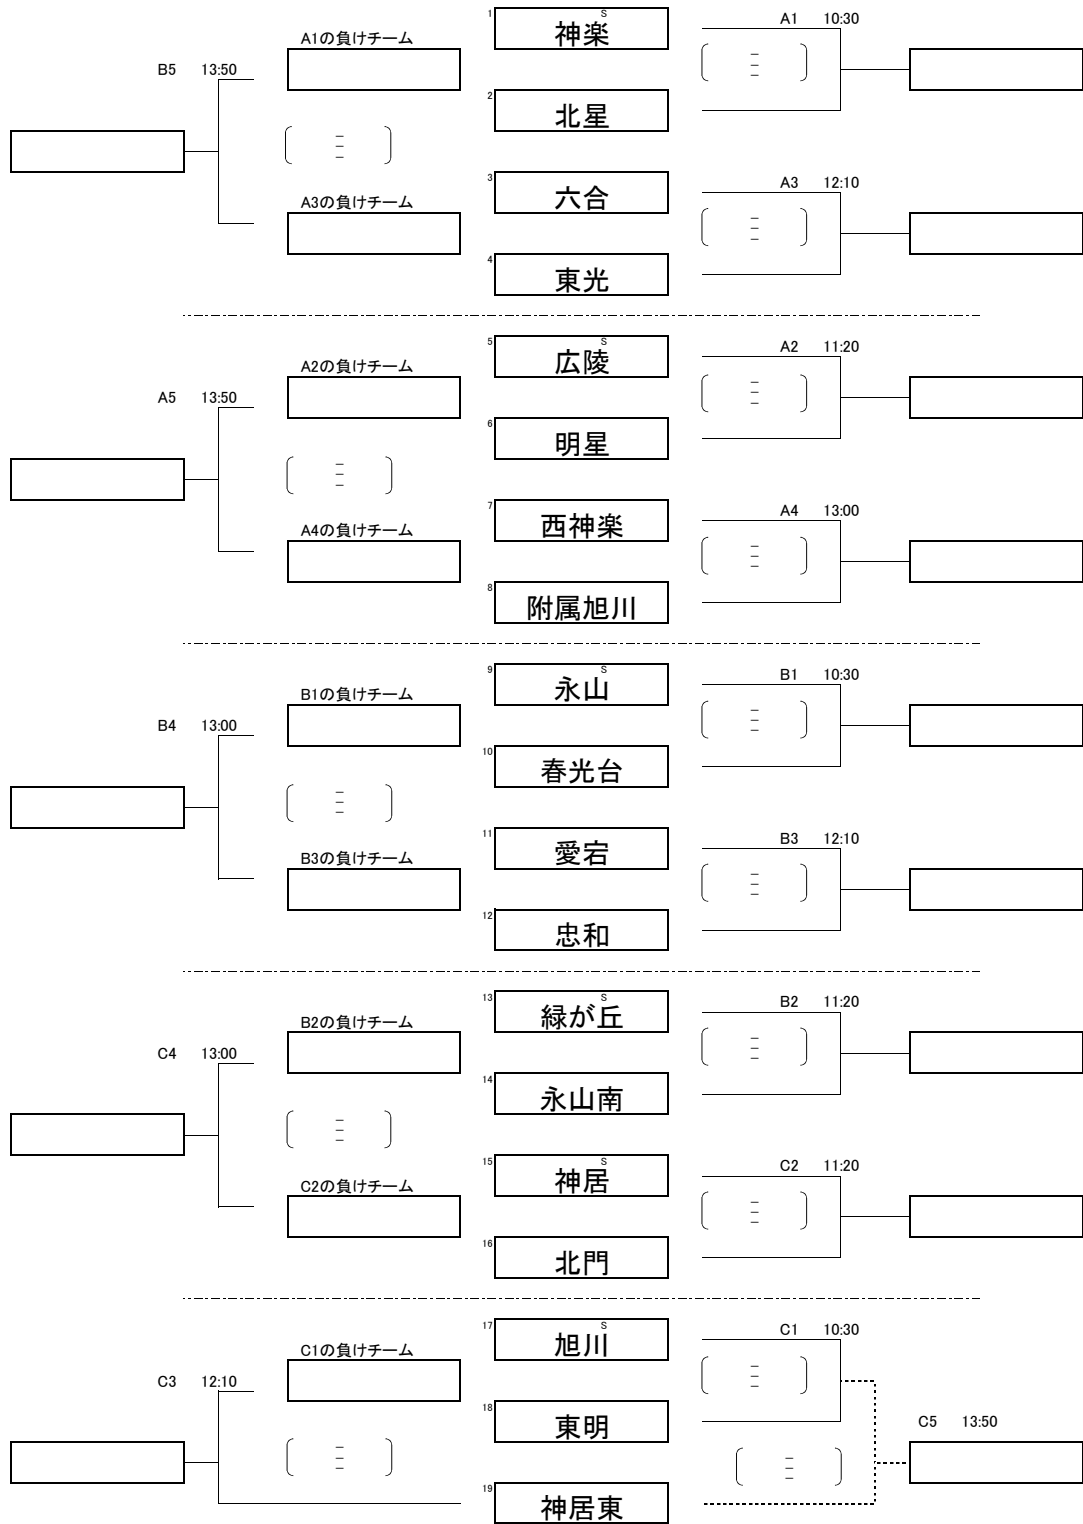 1 神楽 S
A1 10:30
A1の負けチーム
B5 13:50
2 北星
3 六合
A3 12:10
A3の負けチーム
4 東光
5 広陵 S
A2 11:20
A2の負けチーム
A5 13:50
6 明星
7 西神楽
A4 13:00
A4の負けチーム
8 附属旭川
9 永山 S
B1 10:30
B1の負けチーム
B4 13:00
10 春光台
11 愛宕
B3 12:10
B3の負けチーム
12 忠和
13 緑が丘 S
B2 11:20
B2の負けチーム
C4 13:00
14 永山南
15 神居 S
C2 11:20
C2の負けチーム
16 北門
17 旭川 S
C1 10:30
C1の負けチーム
C3 12:10
18 東明
C5 13:50
19 神居東